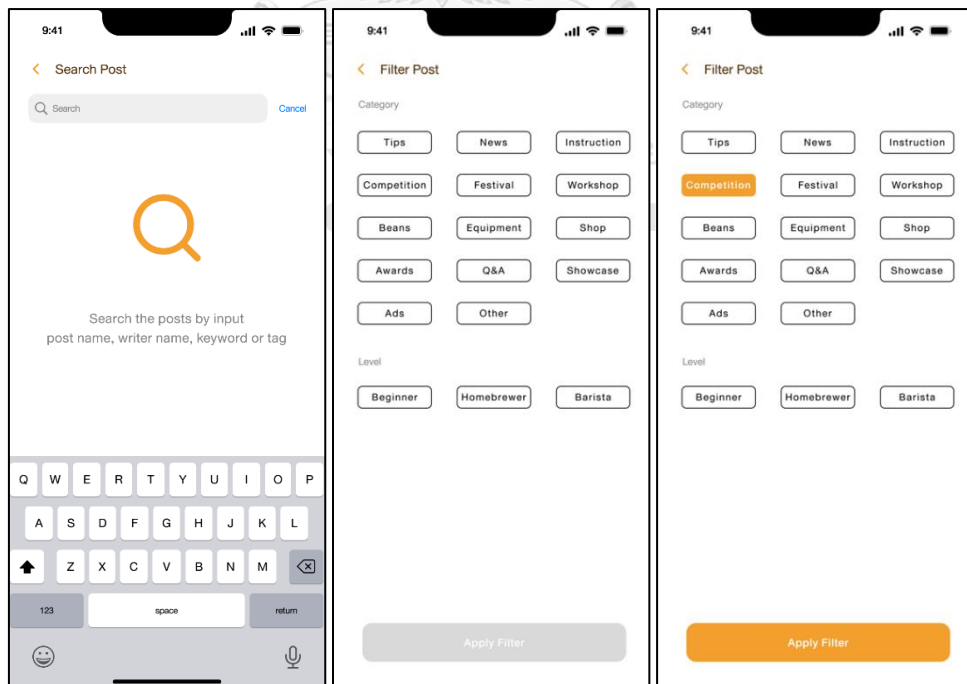 9:41
Search Post
Search Cancel
Search the posts by input
post name, writer name, keyword or tag
Q W E R T Y U I O P
A S D F G H J K L
Z X C V B N M
123 space return
9:41
Filter Post
Category
Tips News Instruction
Competition Festival Workshop
Beans Equipment Shop
Awards Q&A Showcase
Ads Other
Level
Beginner Homebrewer Barista
Apply Filter
9:41
Filter Post
Category
Tips News Instruction
Competition Festival Workshop
Beans Equipment Shop
Awards Q&A Showcase
Ads Other
Level
Beginner Homebrewer Barista
Apply Filter